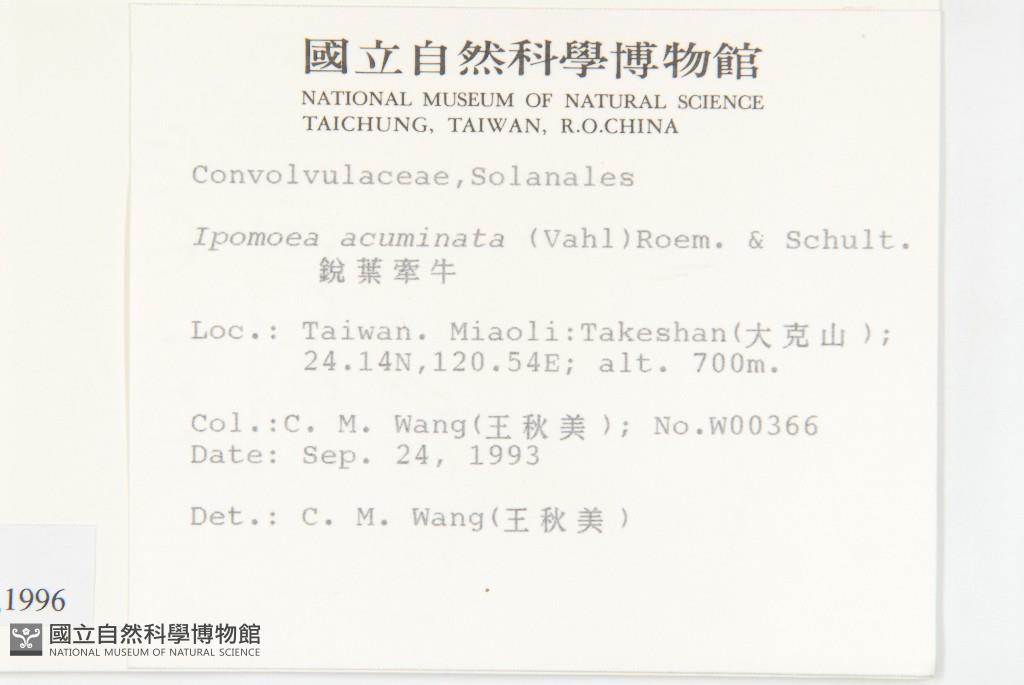 國立自然科學博物館
NATIONAL MUSEUM OF NATURAL SCIENCE
TAICHUNG, TAIWAN, R.O.CHINA
Convolvulaceae,Solanales
Ipomoea acuminata (Vahl)Roem. & Schult.
銳葉牽牛
Loc.: Taiwan. Miaoli:Takeshan(大克山);
24.14N,120.54E; alt. 700m.
Col.:C. M. Wang(王秋美); No.W00366
Date: Sep. 24, 1993
Det.: C. M. Wang(王秋美)
,1996
國立自然科學博物館
NATIONAL MUSEUM OF NATURAL SCIENCE